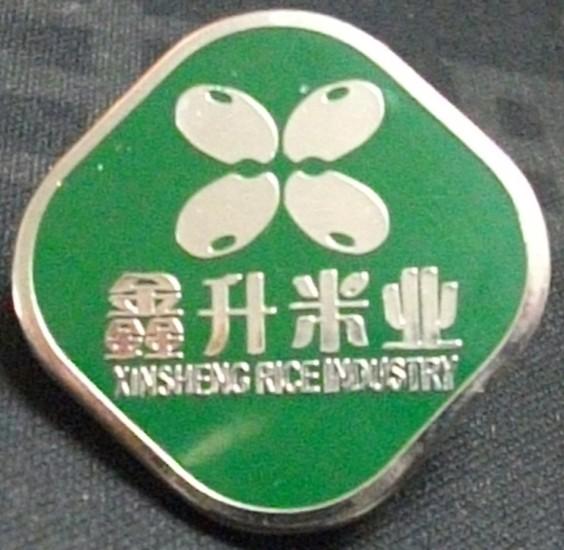 鑫升米业
XINSHENG RICE INDUSTRY